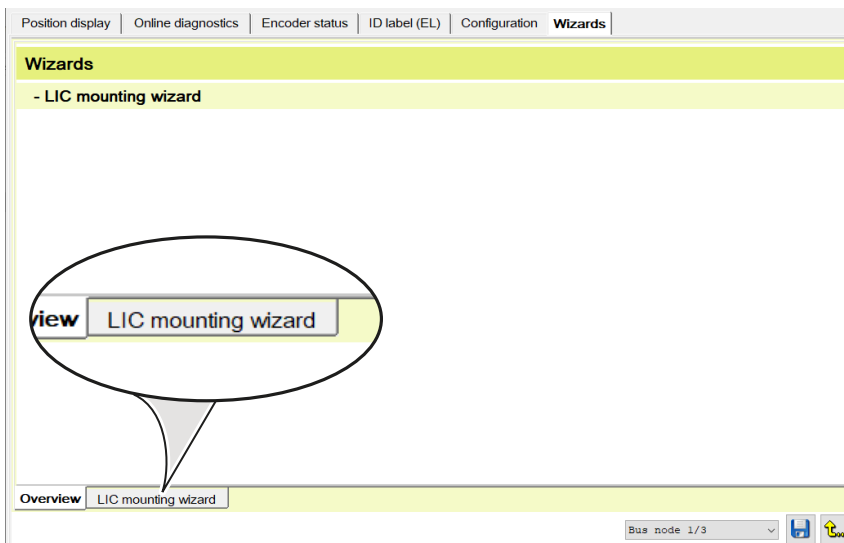 Position display Online diagnostics Encoder status ID label (EL) Configuration Wizards
Wizards
- LIC mounting wizard
view LIC mounting wizard
Overview LIC mounting wizard
Bus node 1/3